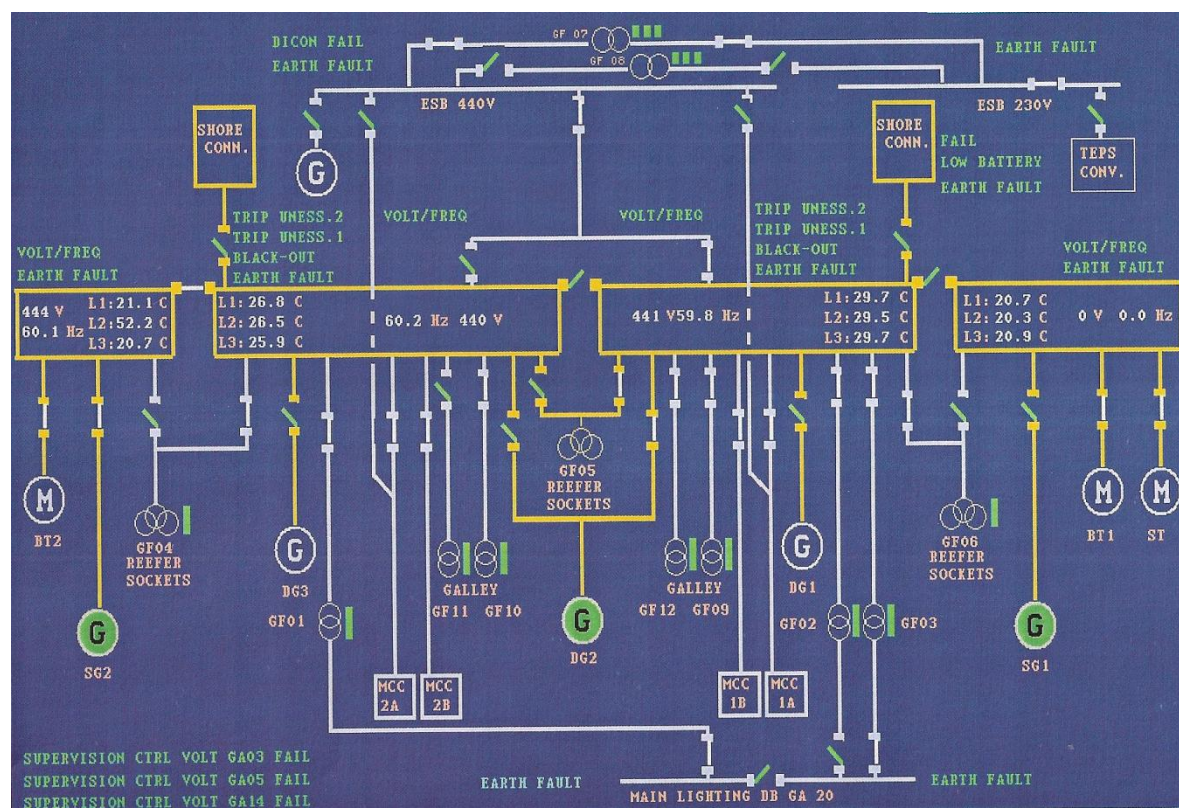 GF 07
DICON FAIL
EARTH FAULT
GF 08
EARTH FAULT
ESB 440V
ESB 230V
SHORE
CONN.
G
SHORE
CONN.
FAIL
LOW BATTERY
EARTH FAULT
TEPS
CONV.
TRIP UNESS.2
TRIP UNESS.1
BLACK-OUT
EARTH FAULT
VOLT/FREQ
VOLT/FREQ
TRIP UNESS.2
TRIP UNESS.1
BLACK-OUT
EARTH FAULT
VOLT/FREQ
EARTH FAULT
VOLT/FREQ
EARTH FAULT
444 V
60.1 Hz
L1:21.1 C
L2:52.2 C
L3:20.7 C
L1:26.8 C
L2:26.5 C
L3:25.9 C
60.2 Hz 440 V
441 V59.8 Hz
L1:29.7 C
L2:29.5 C
L3:29.7 C
L1:20.7 C
L2:20.3 C
L3:20.9 C
0 V 0.0 Hz
M
BT2
GF04
REEFER
SOCKETS
G
DG3
GF05
REEFER
SOCKETS
G
DG1
GF06
REEFER
SOCKETS
M
BT1
M
ST
GALLEY
GF11 GF10
GALLEY
GF12 GF09
GF01
GF02
GF03
G
SG2
G
DG2
G
SG1
MCC
2A
MCC
2B
MCC
1B
MCC
1A
SUPERVISION CTRL VOLT GA03 FAIL
SUPERVISION CTRL VOLT GA05 FAIL
SUPERVISION CTRL VOLT GA14 FAIL
EARTH FAULT
MAIN LIGHTING DB GA 20
EARTH FAULT